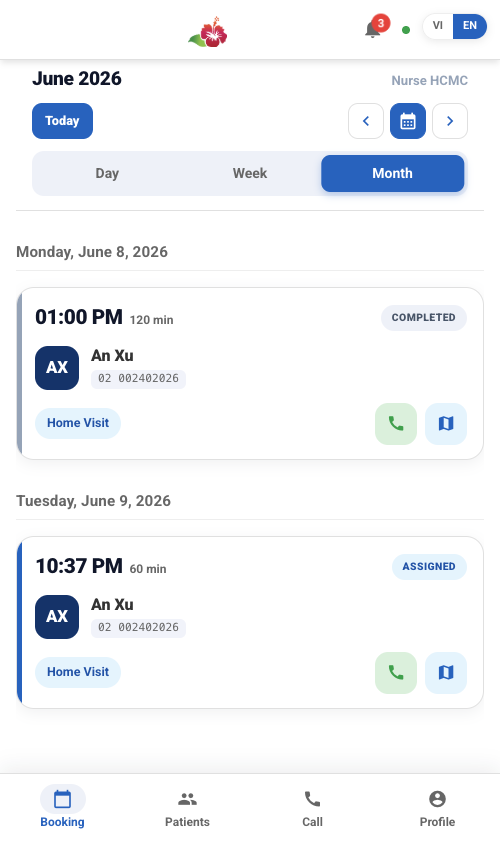 3
VI
EN
June 2026
Nurse HCMC
Today
Day
Week
Month
Monday, June 8, 2026
01:00 PM 120 min
COMPLETED
AX
An Xu
02 002402026
Home Visit
Tuesday, June 9, 2026
10:37 PM 60 min
ASSIGNED
AX
An Xu
02 002402026
Home Visit
Booking
Patients
Call
Profile